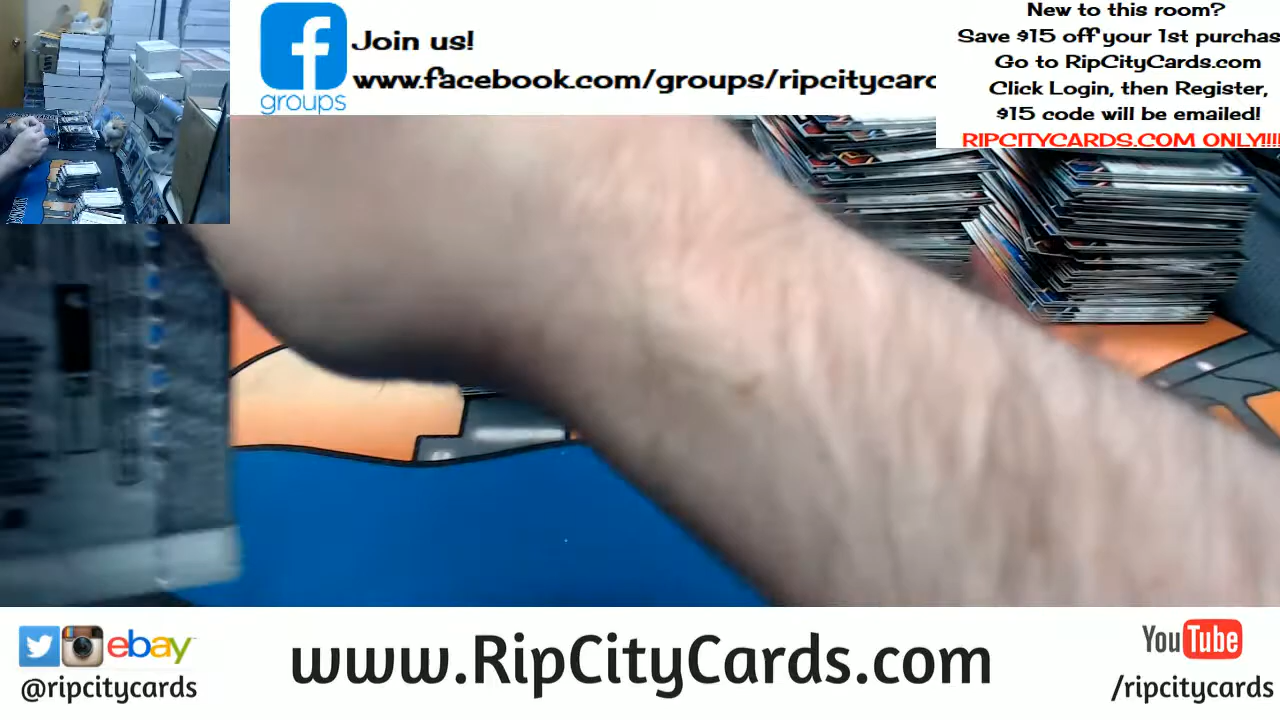 Join us!
www.facebook.com/groups/ripcitycarc
groups
New to this room?
Save $15 off your 1st purchas
Go to RipCityCards.com
Click Login, then Register,
$15 code will be emailed!
RIPCITYCARDS.COM ONLY!!!!
ebay
@ripcitycards
www.RipCityCards.com
YouTube
/ripcitycards